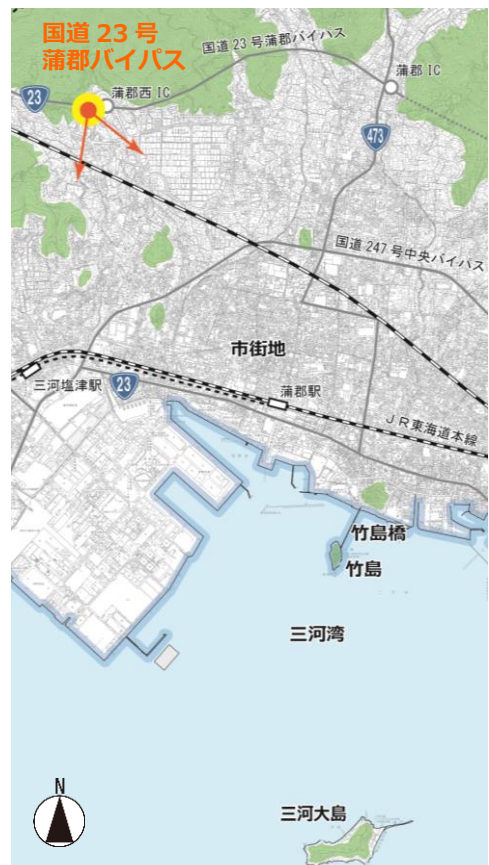 国道 23 号
蒲郡バイパス
国道 23 号蒲郡バイパス
蒲郡 IC
23
蒲郡西 IC
473
国道 247 号中央バイパス
市街地
三河塩津駅
23
蒲郡駅
JR東海道本線
竹島橋
竹島
三河湾
N
三河大島